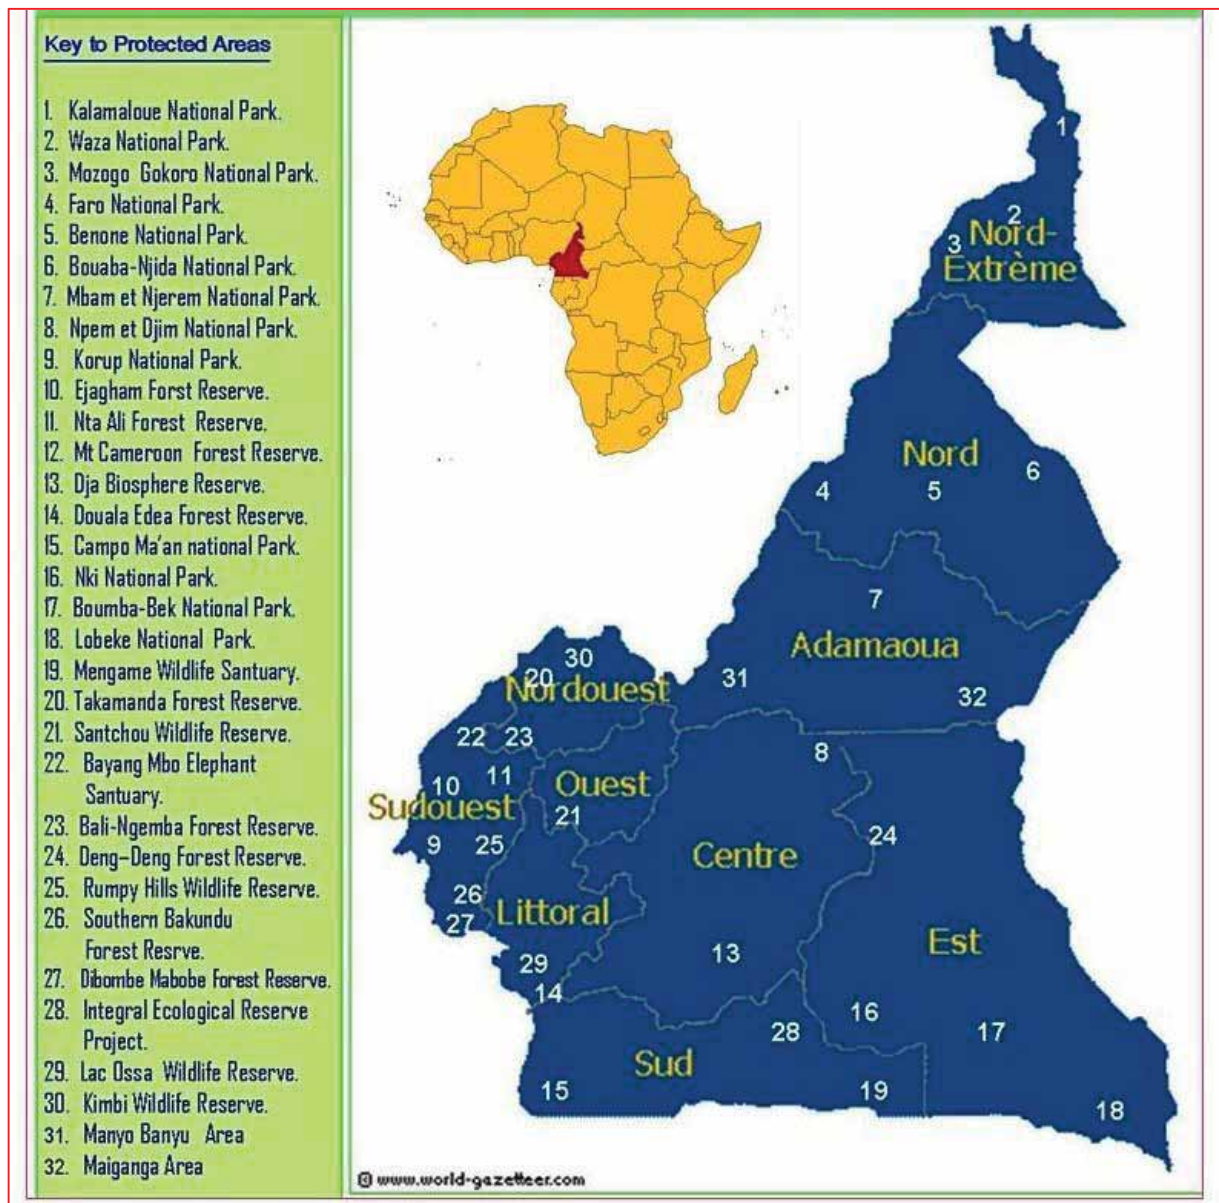 Key to Protected Areas
1. Kalamaloue National Park.
2. Waza National Park.
3. Mozogo Gokoro National Park.
4. Faro National Park.
5. Benone National Park.
6. Bouaba-Njida National Park.
7. Mbam et Njerem National Park.
8. Npem et Djim National Park.
9. Korup National Park.
10. Ejagham Forst Reserve.
11. Nta Ali Forest Reserve.
12. Mt Cameroon Forest Reserve.
13. Dja Biosphere Reserve.
14. Douala Edea Forest Reserve.
15. Campo Ma'an national Park.
16. Nki National Park.
17. Boumba-Bek National Park.
18. Lobeke National Park.
19. Mengame Wildlife Santuary.
20. Takamanda Forest Reserve.
21. Santchou Wildlife Reserve.
22. Bayang Mbo Elephant
Santuary.
23. Bali-Ngemba Forest Reserve.
24. Deng-Deng Forest Reserve.
25. Rumpy Hills Wildlife Reserve.
26. Southern Bakundu
Forest Resrve.
27. Dibombe Mabobe Forest Reserve.
28. Integral Ecological Reserve
Project.
29. Lac Ossa Wildlife Reserve.
30. Kimbi Wildlife Reserve.
31. Manyo Banyu Area
32. Maiganga Area
1
2
3
Nord-
Extrème
Nord
4
5
6
7
Adamaoua
30
20
Nordouest
31
32
22
23
8
10
11
Ouest
Sudouest
21
24
9
25
Centre
26
27
Littoral
Est
29
13
14
16
28
17
Sud
15
19
18
© www.world-gazetteer.com